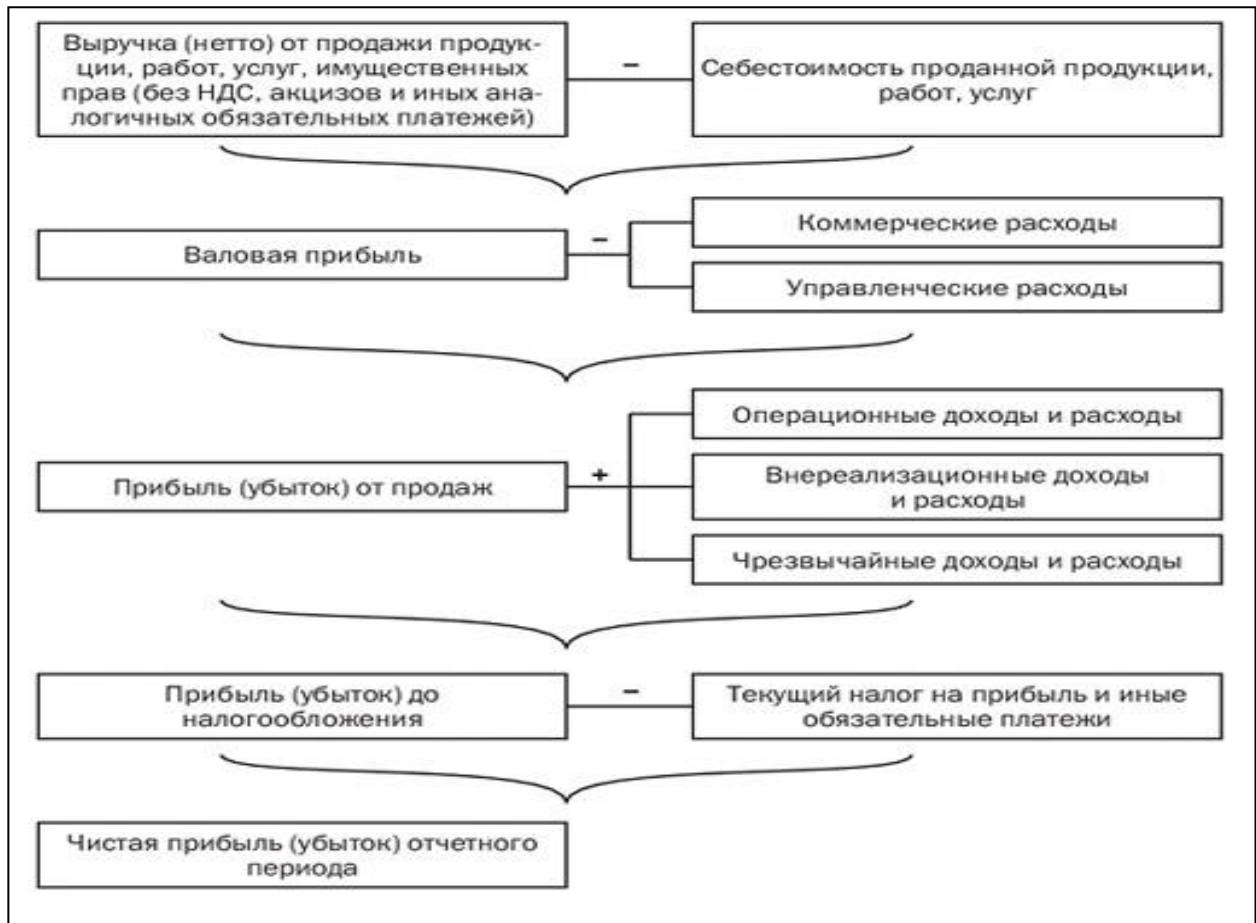 Выручка (нетто) от продажи продук-
ции, работ, услуг, имущественных
прав (без НДС, акцизов и иных ана-
логичных обязательных платежей)
–
Себестоимость проданной продукции,
работ, услуг
Валовая прибыль
–
Коммерческие расходы
Управленческие расходы
Прибыль (убыток) от продаж
+
Операционные доходы и расходы
Внереализационные доходы
и расходы
Чрезвычайные доходы и расходы
Прибыль (убыток) до
налогообложения
–
Текущий налог на прибыль и иные
обязательные платежи
Чистая прибыль (убыток) отчетного
периода